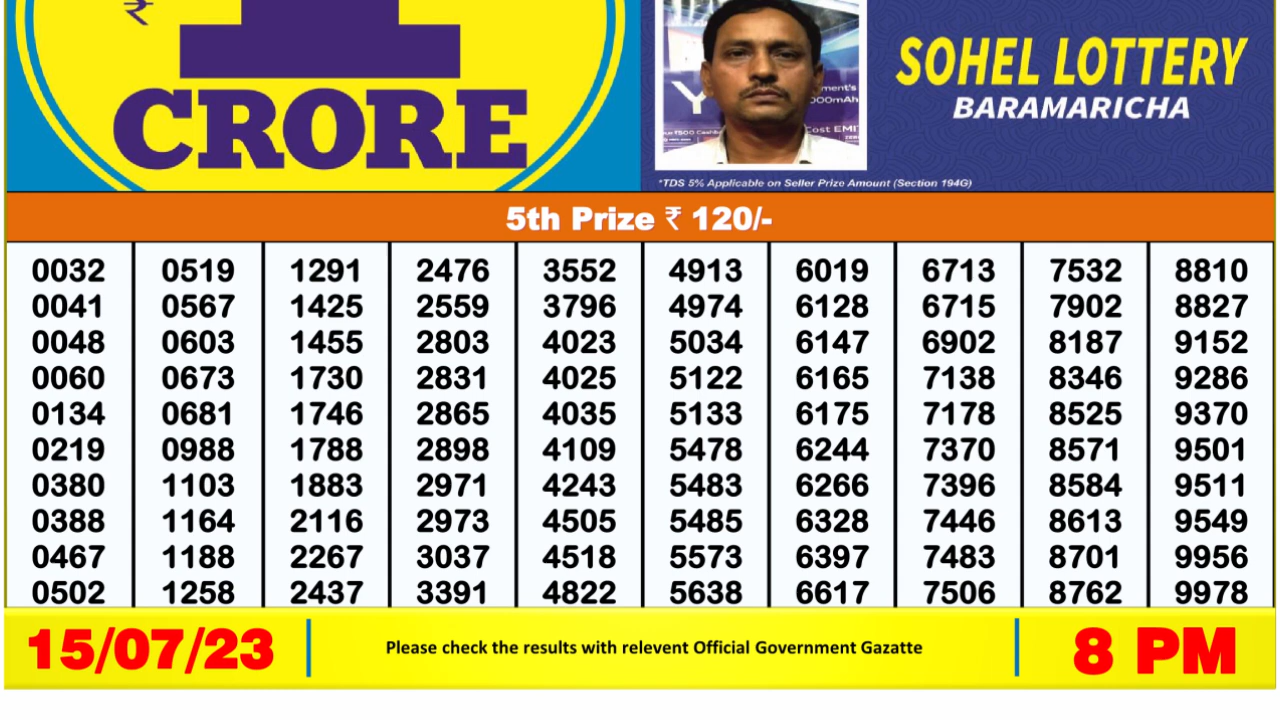 ₹ 1
CRORE
Y
ment's
000mAh
Cost EMI
SOHEL LOTTERY
BARAMARICHA
*TDS 5% Applicable on Seller Prize Amount (Section 194G)
5th Prize ₹ 120/-
0032 0519 1291 2476 3552 4913 6019 6713 7532 8810
0041 0567 1425 2559 3796 4974 6128 6715 7902 8827
0048 0603 1455 2803 4023 5034 6147 6902 8187 9152
0060 0673 1730 2831 4025 5122 6165 7138 8346 9286
0134 0681 1746 2865 4035 5133 6175 7178 8525 9370
0219 0988 1788 2898 4109 5478 6244 7370 8571 9501
0380 1103 1883 2971 4243 5483 6266 7396 8584 9511
0388 1164 2116 2973 4505 5485 6328 7446 8613 9549
0467 1188 2267 3037 4518 5573 6397 7483 8701 9956
0502 1258 2437 3391 4822 5638 6617 7506 8762 9978
15/07/23 Please check the results with relevent Official Government Gazatte 8 PM